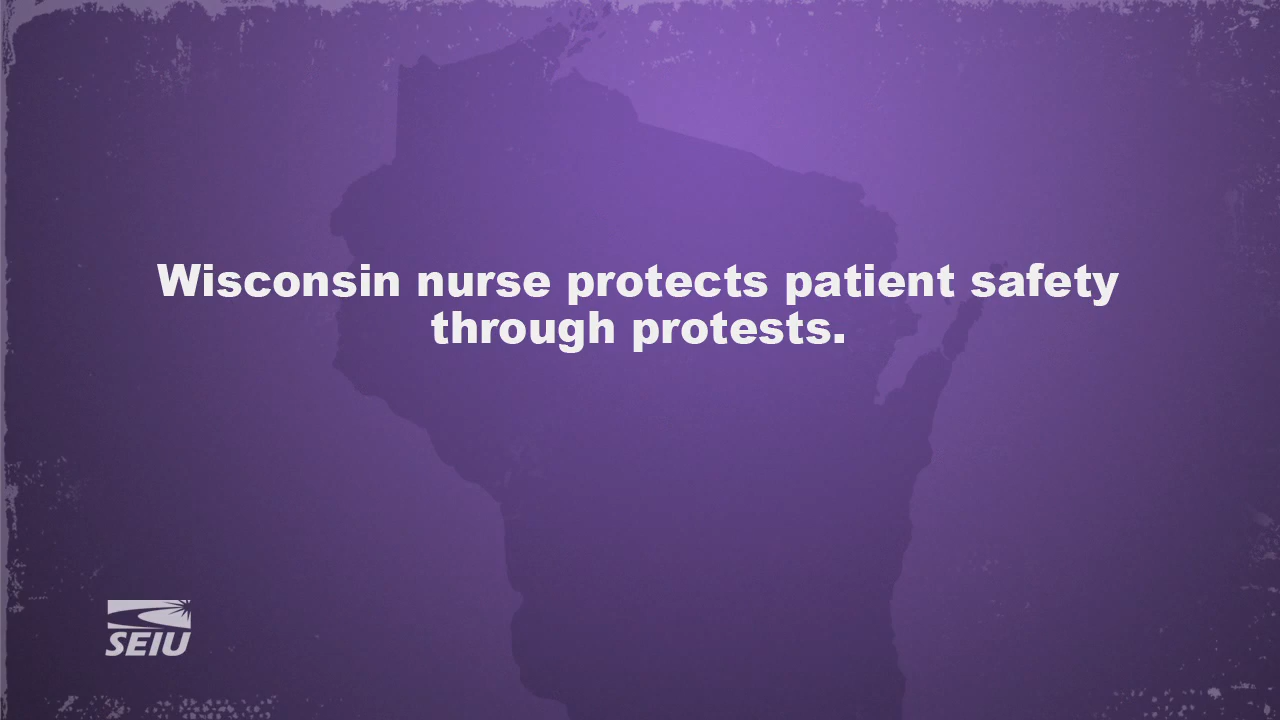 Wisconsin nurse protects patient safety
through protests.
SEIU